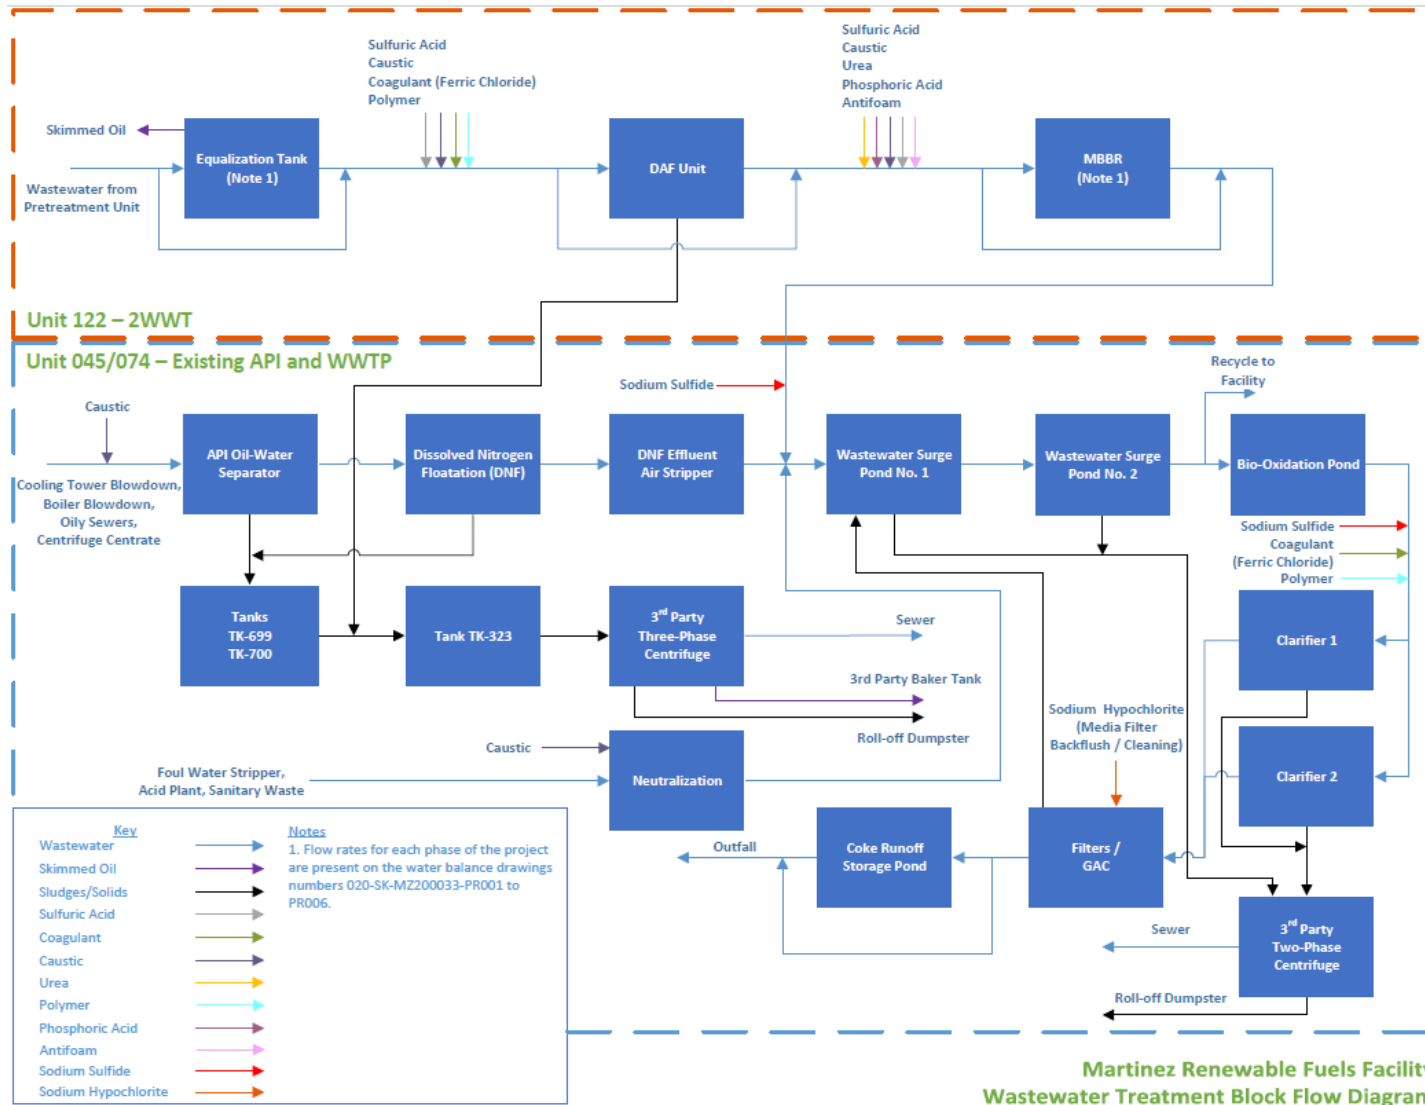 Sulfuric Acid
Caustic
Coagulant (Ferric Chloride)
Polymer
Sulfuric Acid
Caustic
Urea
Phosphoric Acid
Antifoam
Skimmed Oil
Wastewater from
Pretreatment Unit
Equalization Tank
(Note 1)
DAF Unit
MBBR
(Note 1)
Unit 122 – 2WWT
Unit 045/074 – Existing API and WWTP
Sodium Sulfide
Recycle to
Facility
Caustic
Cooling Tower Blowdown,
Boiler Blowdown,
Oily Sewers,
Centrifuge Centrate
API Oil-Water
Separator
Dissolved Nitrogen
Floatation (DNF)
DNF Effluent
Air Stripper
Wastewater Surge
Pond No. 1
Wastewater Surge
Pond No. 2
Bio-Oxidation Pond
Sodium Sulfide
Coagulant
(Ferric Chloride)
Polymer
Tanks
TK-699
TK-700
Tank TK-323
3rd Party
Three-Phase
Centrifuge
Sewer
3rd Party Baker Tank
Roll-off Dumpster
Clarifier 1
Clarifier 2
Sodium Hypochlorite
(Media Filter
Backflush / Cleaning)
Caustic
Foul Water Stripper,
Acid Plant, Sanitary Waste
Neutralization
Outfall
Coke Runoff
Storage Pond
Filters /
GAC
3rd Party
Two-Phase
Centrifuge
Sewer
Roll-off Dumpster
Key
Wastewater
Skimmed Oil
Sludges/Solids
Sulfuric Acid
Coagulant
Caustic
Urea
Polymer
Phosphoric Acid
Antifoam
Sodium Sulfide
Sodium Hypochlorite
Notes
1. Flow rates for each phase of the project
are present on the water balance drawings
numbers 020-SK-MZ200033-PR001 to
PR006.
Martinez Renewable Fuels Facility
Wastewater Treatment Block Flow Diagram